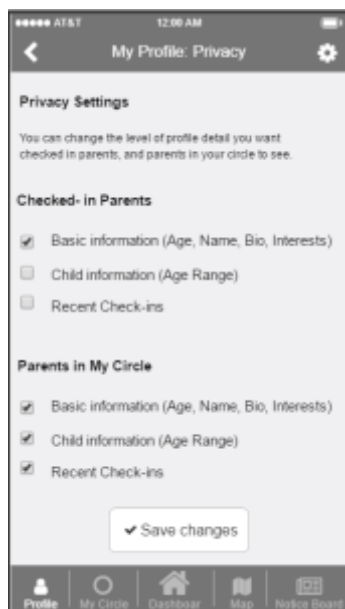 AT&T 12:00 AM
My Profile: Privacy
Privacy Settings
You can change the level of profile detail you want
checked in parents, and parents in your circle to see.
Checked- in Parents
Basic information (Age, Name, Bio, Interests)
Child information (Age Range)
Recent Check-ins
Parents in My Circle
Basic information (Age, Name, Bio, Interests)
Child information (Age Range)
Recent Check-ins
Save changes
Profile My Circle Dashboar Map Notice Board